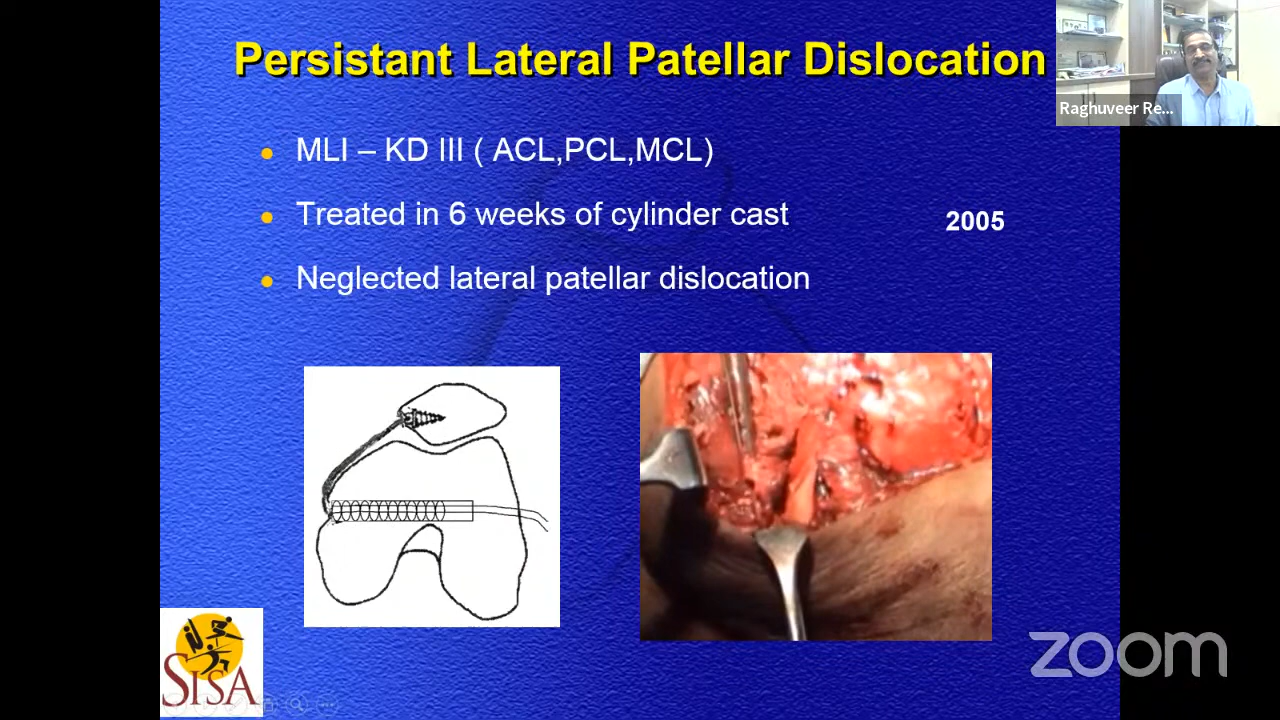 Persistant Lateral Patellar Dislocation
Raghuveer Re...
MLI – KD III ( ACL,PCL,MCL)
Treated in 6 weeks of cylinder cast
2005
Neglected lateral patellar dislocation
SISA
zoom